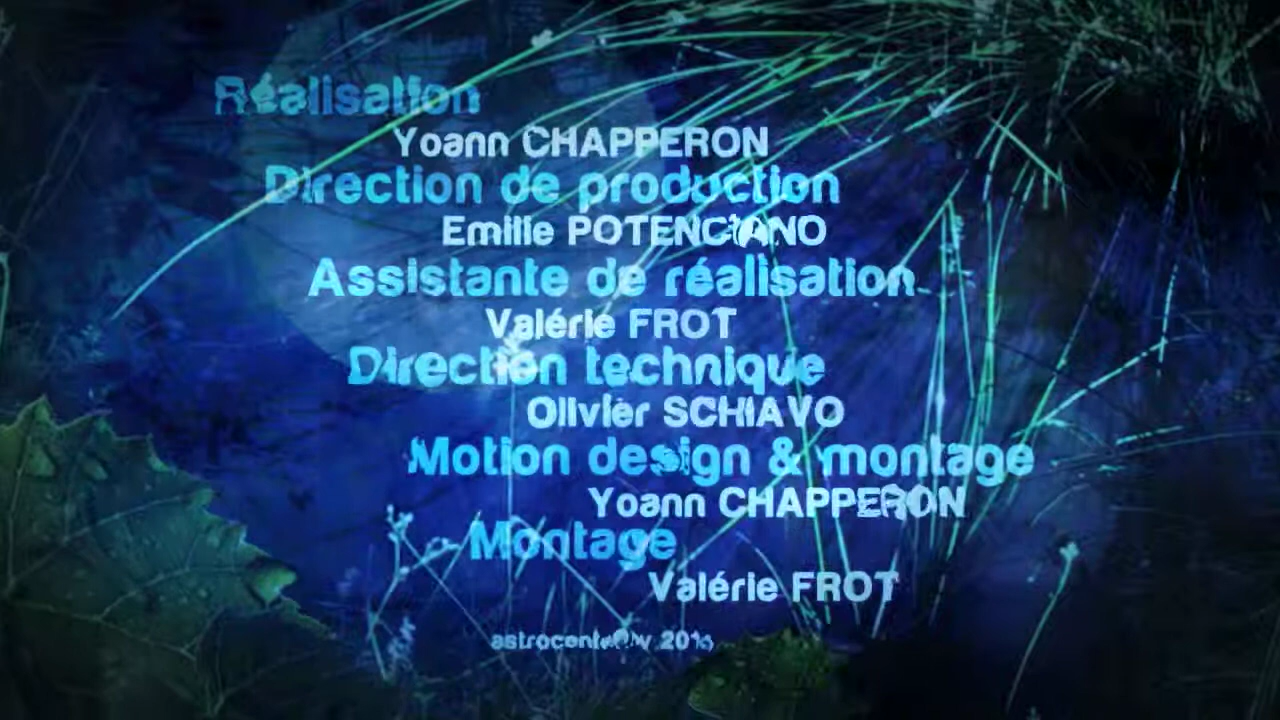 Réalisation
Yoann CHAPPERON
Direction de production
Emilie POTENCIANO
Assistante de réalisation
Valérie FROT
Direction technique
Olivier SCHIAVO
Motion design & montage
Yoann CHAPPERON
Montage
Valérie FROT